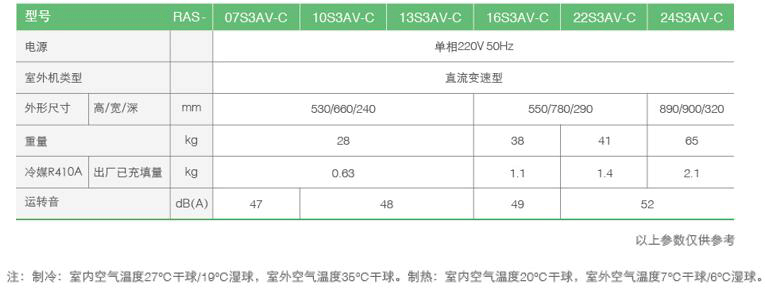 型号 RAS- 07S3AV-C 10S3AV-C 13S3AV-C 16S3AV-C 22S3AV-C 24S3AV-C
电源 单相220V 50Hz
室外机类型 直流变速型
外形尺寸 高/宽/深 mm 530/660/240 550/780/290 890/900/320
重量 kg 28 38 41 65
冷媒R410A 出厂已充填量 kg 0.63 1.1 1.4 2.1
运转音 dB(A) 47 48 49 52
以上参数仅供参考
注：制冷：室内空气温度27°C干球/19°C湿球，室外空气温度35°C干球。制热：室内空气温度20°C干球，室外空气温度7°C干球/6°C湿球。